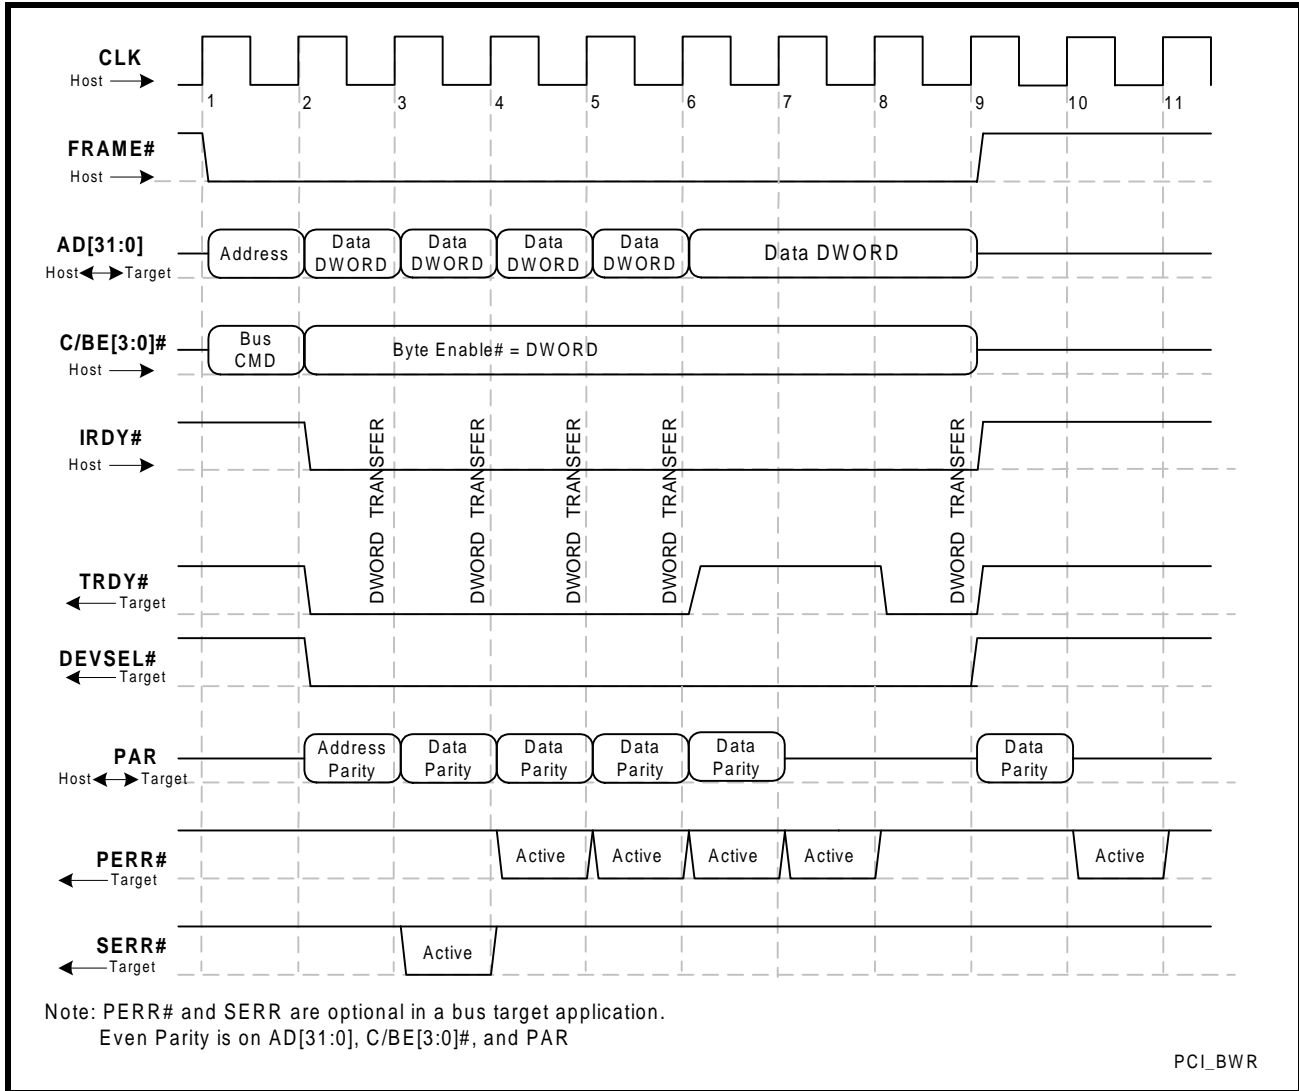 CLK
Host
1 2 3 4 5 6 7 8 9 10 11
FRAME#
Host
AD[31:0]
Host Target
Address
Data
DWORD
Data
DWORD
Data
DWORD
Data
DWORD
Data DWORD
C/BE[3:0]#
Host
Bus
CMD
Byte Enable# = DWORD
IRDY#
Host
DWORD TRANSFER
DWORD TRANSFER
DWORD TRANSFER
DWORD TRANSFER
DWORD TRANSFER
TRDY#
Target
DEVSEL#
Target
PAR
Host Target
Address
Parity
Data
Parity
Data
Parity
Data
Parity
Data
Parity
Data
Parity
PERR#
Target
Active
Active
Active
Active
Active
SERR#
Target
Active
Note: PERR# and SERR are optional in a bus target application.
Even Parity is on AD[31:0], C/BE[3:0]#, and PAR
PCI_BWR